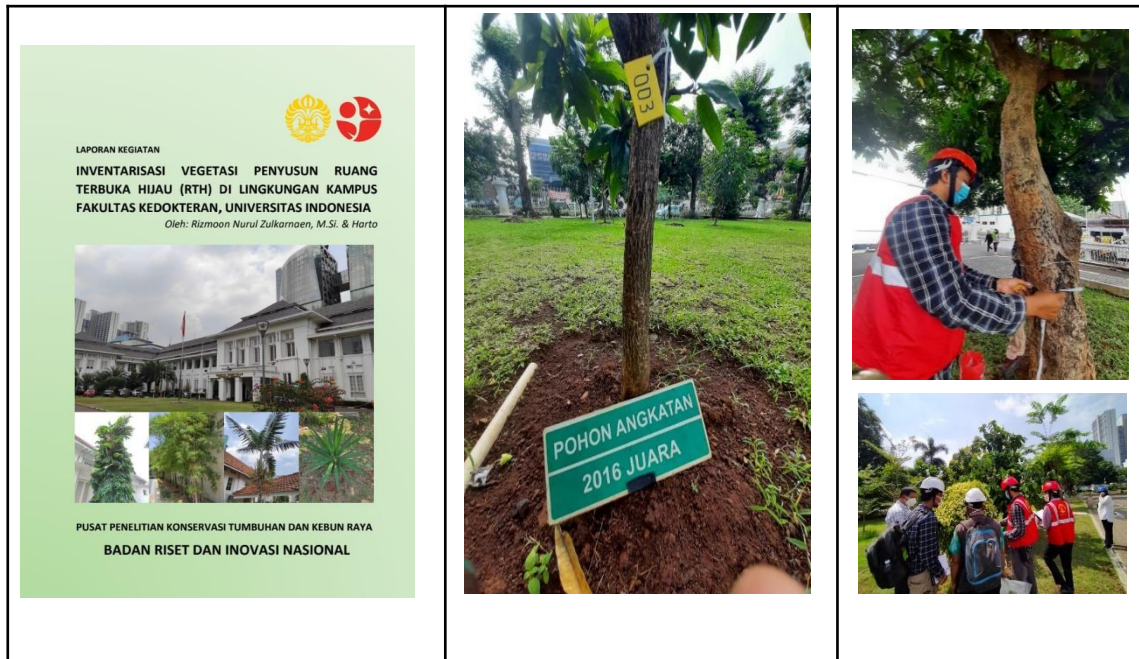 LAPORAN KEGIATAN
INVENTARISASI VEGETASI PENYUSUN RUANG
TERBUKA HIJAU (RTH) DI LINGKUNGAN KAMPUS
FAKULTAS KEDOKTERAN, UNIVERSITAS INDONESIA
Oleh: Rizmoon Nurul Zulkarnaen, M.Si. & Harto
PUSAT PENELITIAN KONSERVASI TUMBUHAN DAN KEBUN RAYA
BADAN RISET DAN INOVASI NASIONAL
003
POHON ANGKATAN
2016 JUARA